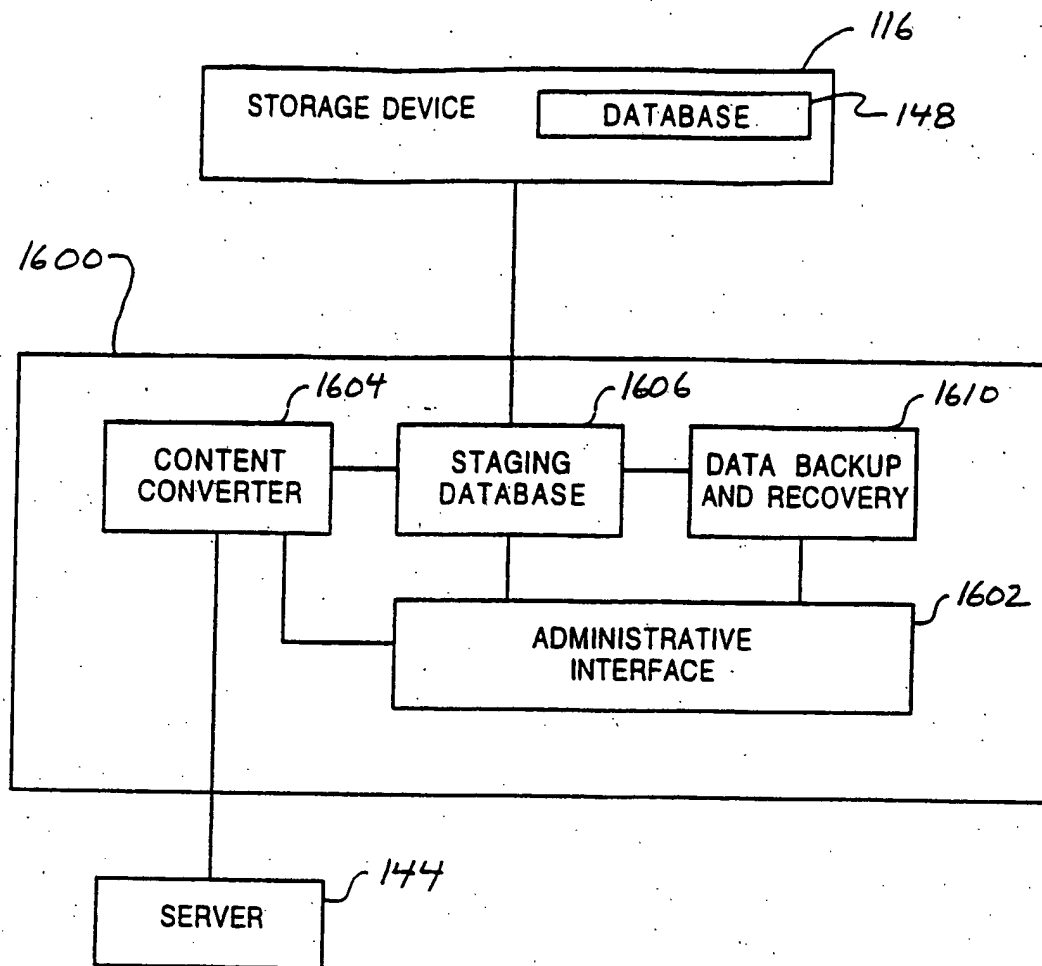 116
STORAGE DEVICE
DATABASE
148
1600
1604
1606
1610
CONTENT
CONVERTER
STAGING
DATABASE
DATA BACKUP
AND RECOVERY
1602
ADMINISTRATIVE
INTERFACE
144
SERVER